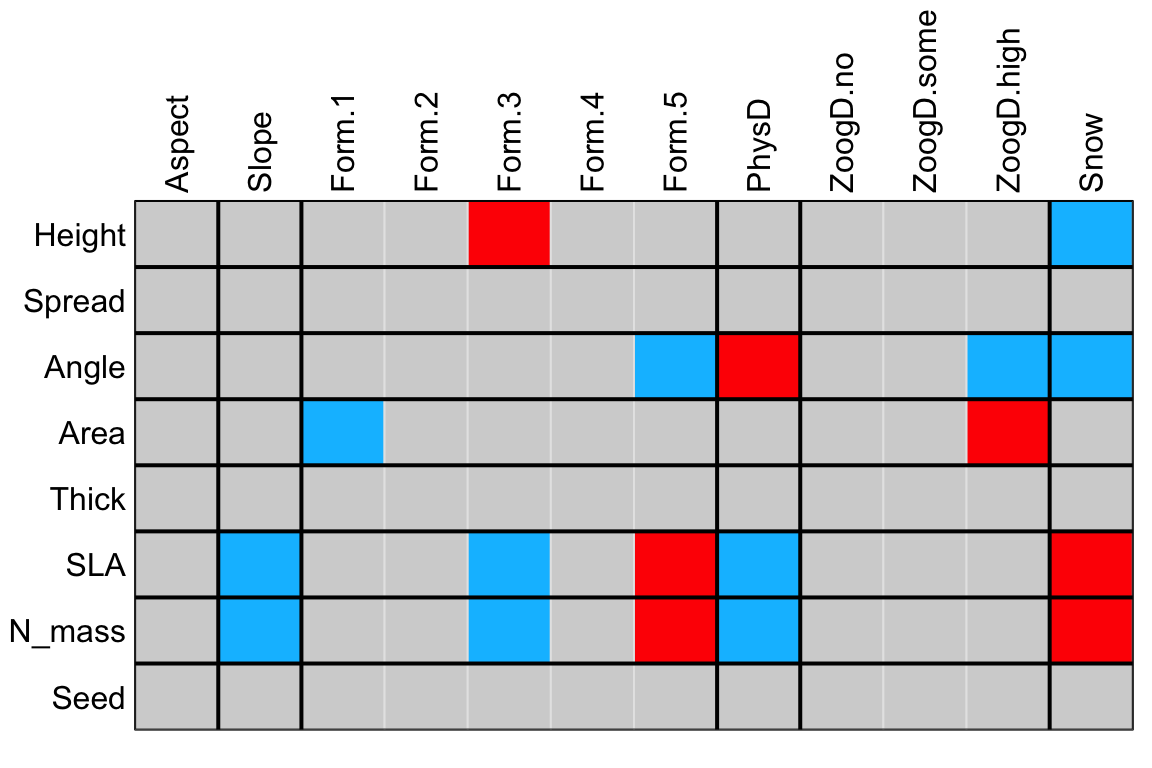 Aspect
Slope
Form.1
Form.2
Form.3
Form.4
Form.5
PhysD
ZoogD.no
ZoogD.some
ZoogD.high
Snow
Height
Spread
Angle
Area
Thick
SLA
N_mass
Seed